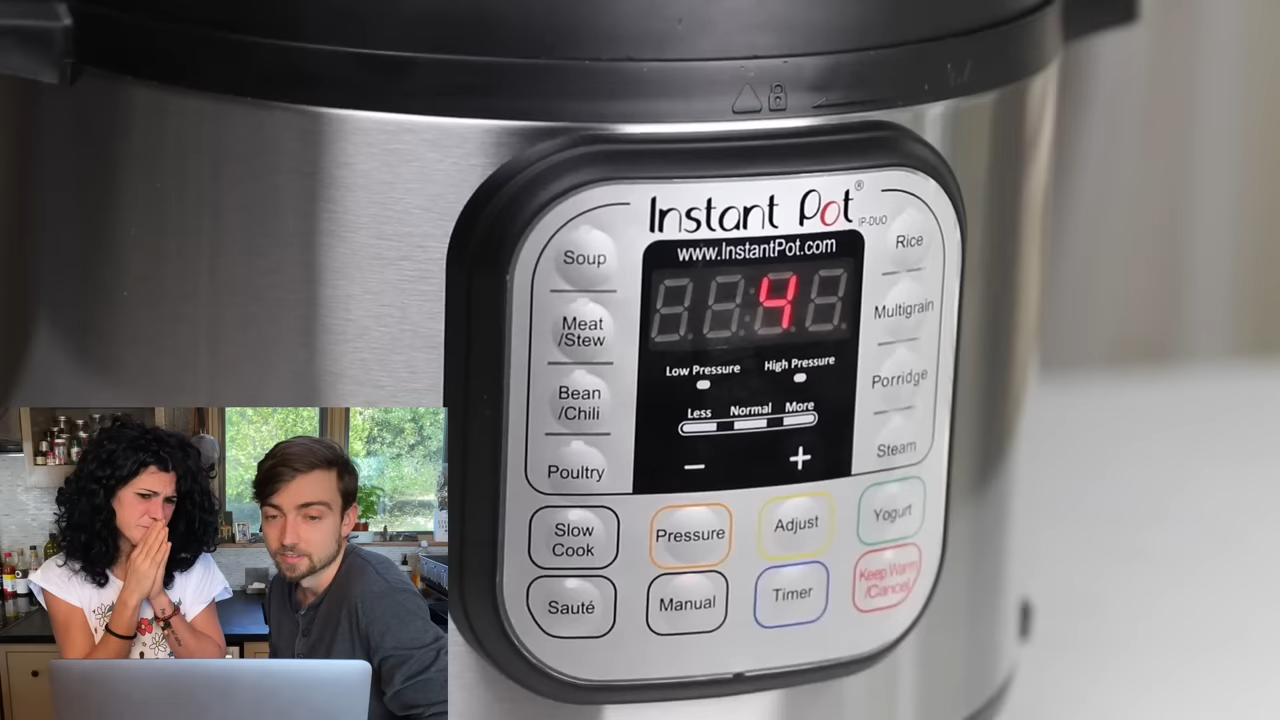 Instant Pot®
IP-DUO
www.InstantPot.com
4
Low Pressure
High Pressure
Less
Normal
More
−
+
Soup
Meat
/Stew
Bean
/Chili
Poultry
Rice
Multigrain
Porridge
Steam
Slow
Cook
Pressure
Adjust
Yogurt
Sauté
Manual
Timer
Keep Warm
/Cancel